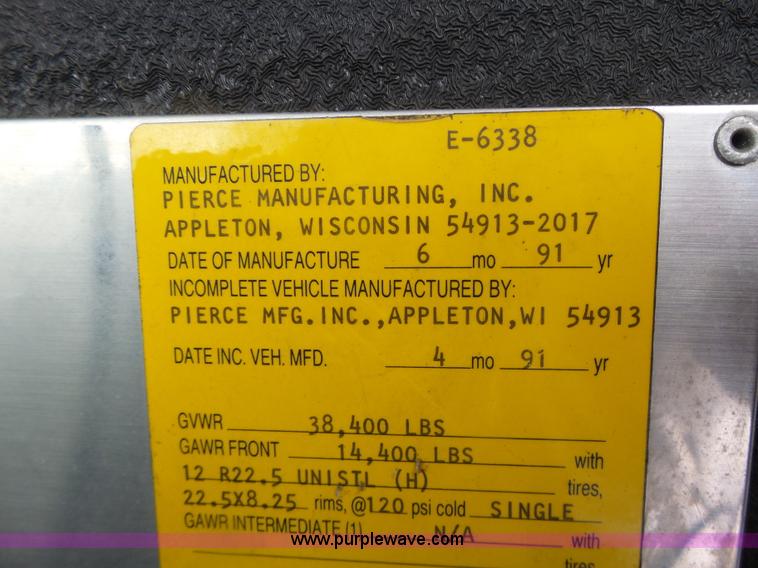 E-6338
MANUFACTURED BY:
PIERCE MANUFACTURING, INC.
APPLETON, WISCONSIN 54913-2017
DATE OF MANUFACTURE 6 mo 91 yr
INCOMPLETE VEHICLE MANUFACTURED BY:
PIERCE MFG.INC.,APPLETON,WI 54913
DATE INC. VEH. MFD. 4 mo 91 yr
GVWR 38,400 LBS
GAWR FRONT 14,400 LBS with
12 R22.5 UNISTL (H) tires,
22.5X8.25 rims, @120 psi cold SINGLE
GAWR INTERMEDIATE (1) N/A with
www.purplewave.com
tires